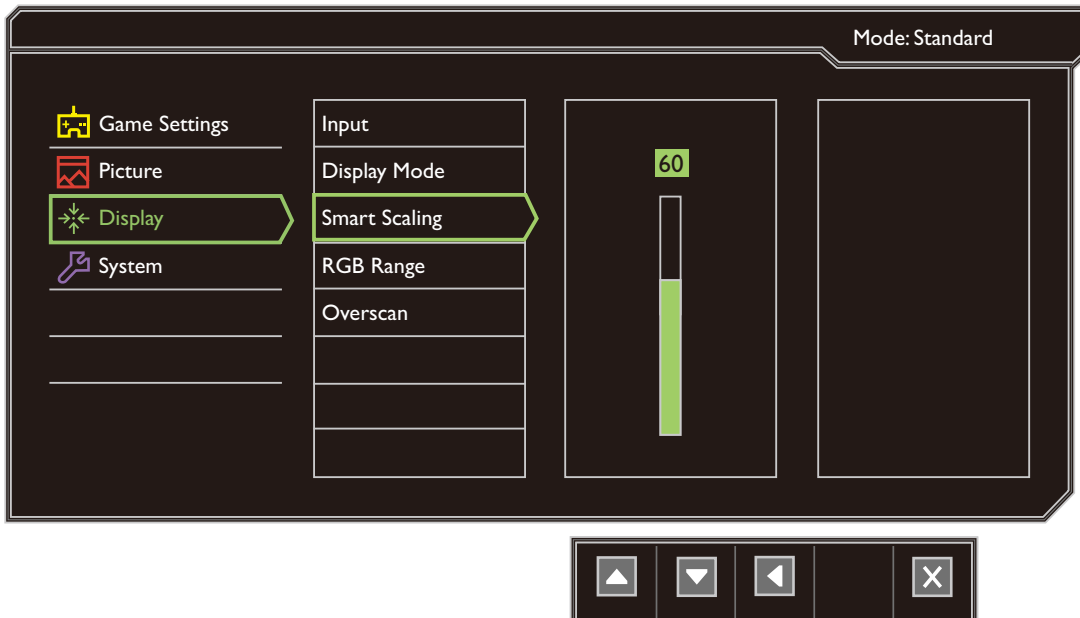 Mode: Standard
Game Settings
Picture
Display
System
Input
Display Mode
Smart Scaling
RGB Range
Overscan
60